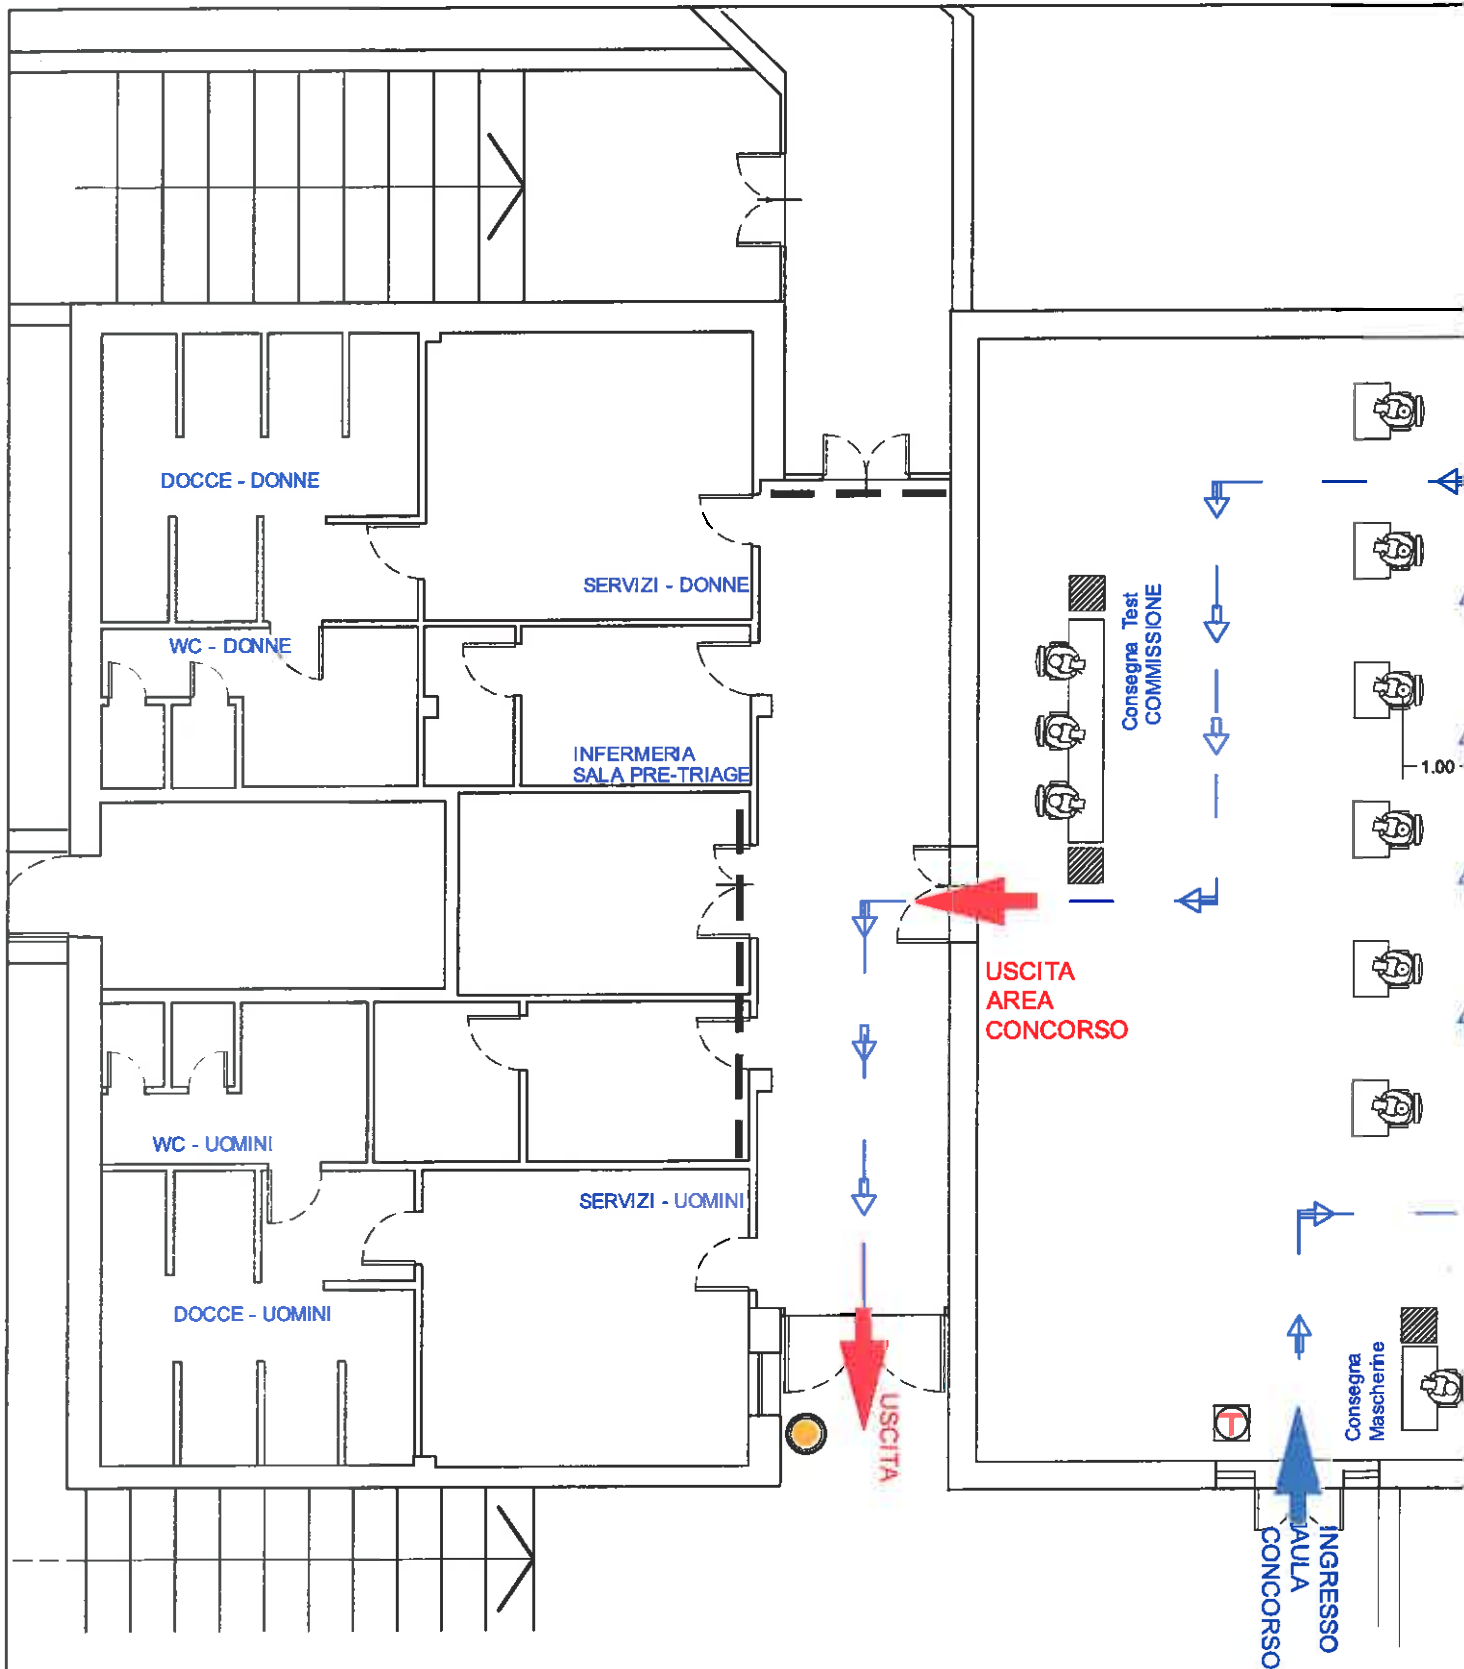 DOCCE - DONNE
SERVIZI - DONNE
WC - DONNE
INFERMERIA
SALA PRE-TRIAGE
Consegna Test
COMMISSIONE
1.00
USCITA
AREA
CONCORSO
WC - UOMINI
SERVIZI - UOMINI
DOCCE - UOMINI
USCITA
Consegna
Mascherine
T
INGRESSO
AULA
CONCORSO